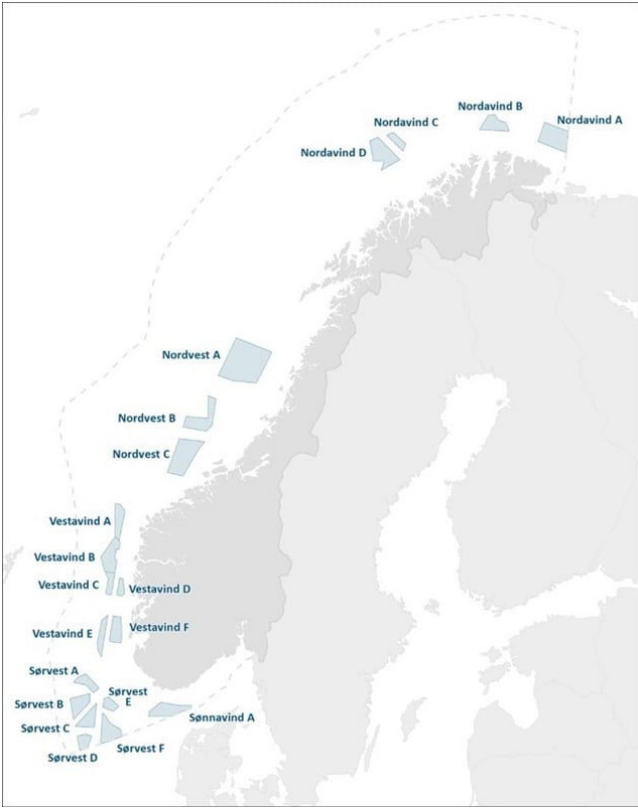 Nordavind B
Nordavind A
Nordavind C
Nordavind D
Nordvest A
Nordvest B
Nordvest C
Vestavind A
Vestavind B
Vestavind C
Vestavind D
Vestavind E
Vestavind F
Sørvest A
Sørvest
E
Sørvest B
Sønnavind A
Sørvest C
Sørvest F
Sørvest D